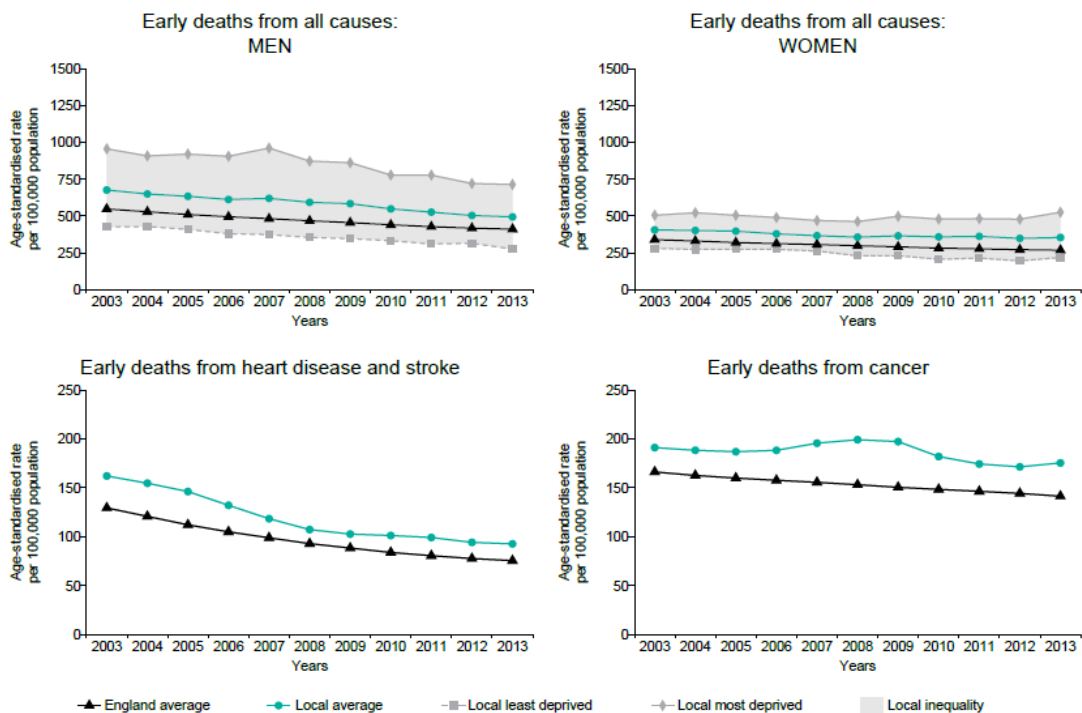 Early deaths from all causes:
MEN
1500
1250
1000
750
500
250
0
Age-standardised rate
per 100,000 population
2003 2004 2005 2006 2007 2008 2009 2010 2011 2012 2013
Years
Early deaths from all causes:
WOMEN
1500
1250
1000
750
500
250
0
Age-standardised rate
per 100,000 population
2003 2004 2005 2006 2007 2008 2009 2010 2011 2012 2013
Years
Early deaths from heart disease and stroke
250
200
150
100
50
0
Age-standardised rate
per 100,000 population
2003 2004 2005 2006 2007 2008 2009 2010 2011 2012 2013
Years
Early deaths from cancer
250
200
150
100
50
0
Age-standardised rate
per 100,000 population
2003 2004 2005 2006 2007 2008 2009 2010 2011 2012 2013
Years
England average Local average Local least deprived Local most deprived Local inequality